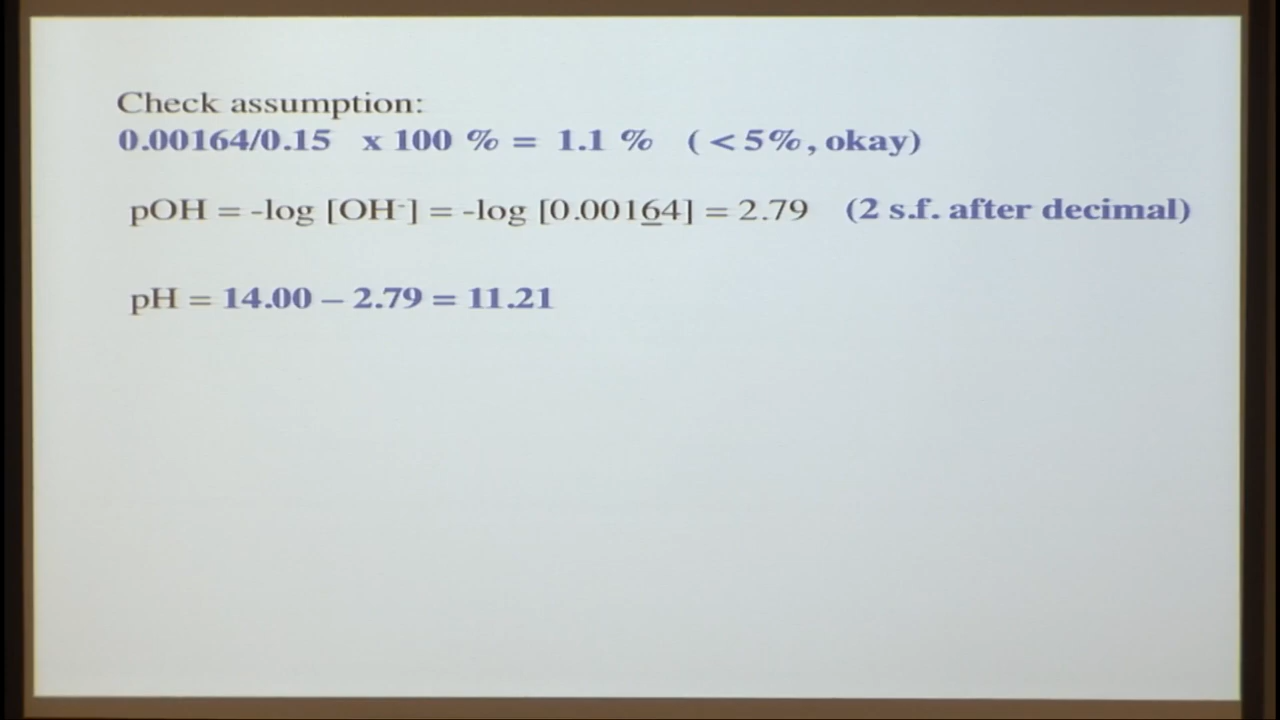 Check assumption:
0.00164/0.15 x 100 % = 1.1 % ( < 5%, okay)
pOH = -log [OH⁻] = -log [0.00164] = 2.79 (2 s.f. after decimal)
pH = 14.00 – 2.79 = 11.21